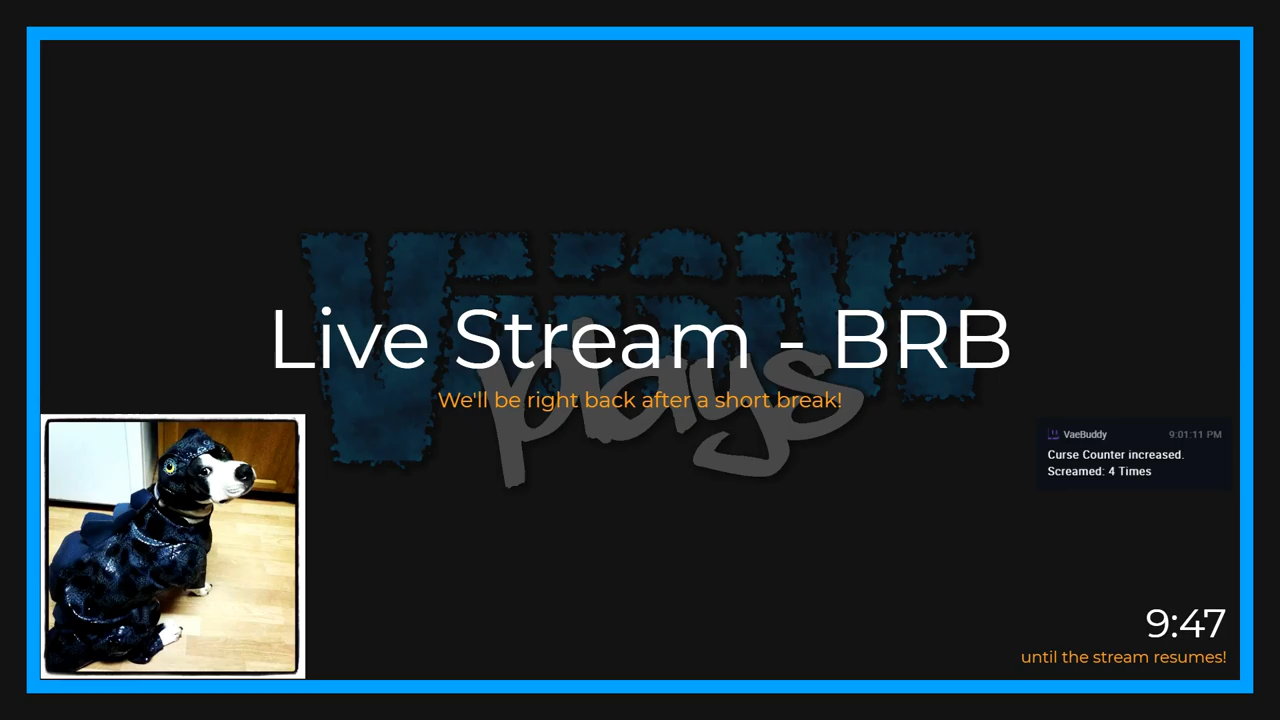 Live Stream - BRB
plays
We'll be right back after a short break!
VaeBuddy 9:01:11 PM
Curse Counter increased.
Screamed: 4 Times
9:47
until the stream resumes!